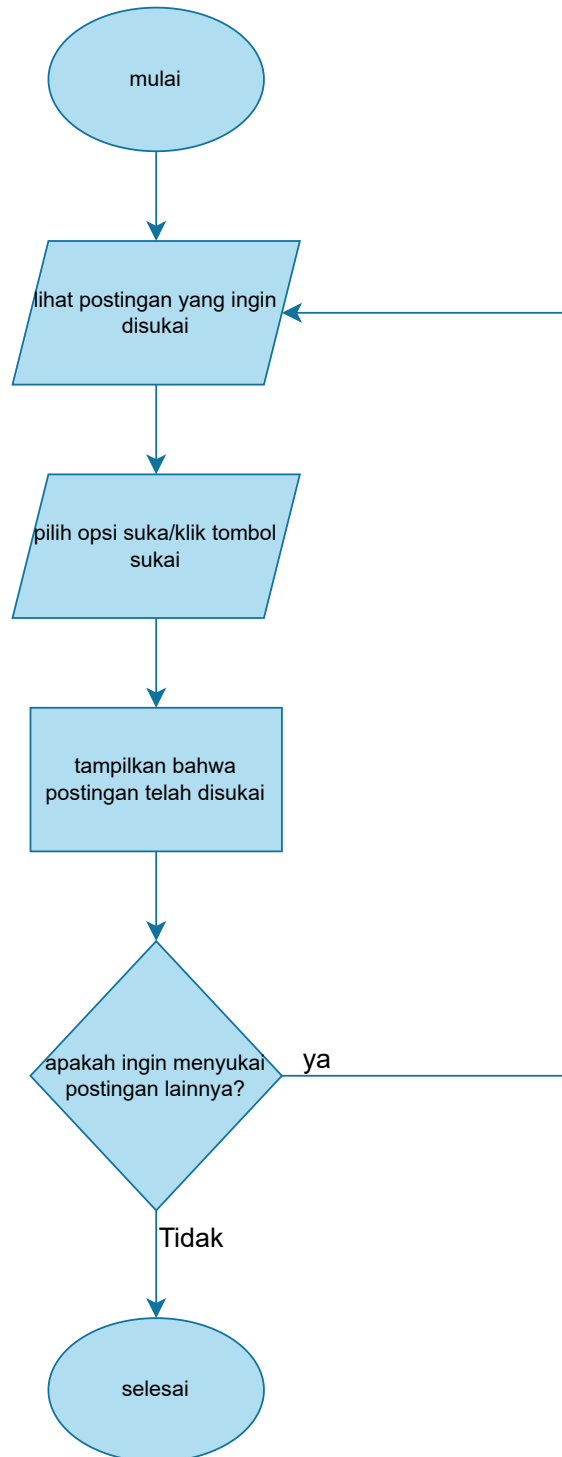 mulai
lihat postingan yang ingin
disukai
pilih opsi suka/klik tombol
sukai
tampilkan bahwa
postingan telah disukai
apakah ingin menyukai
postingan lainnya?
ya
Tidak
selesai